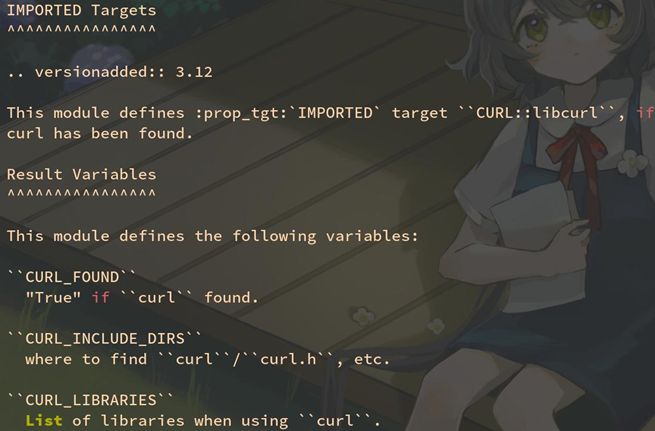 IMPORTED Targets
^^^^^^^^^^^^^^^^
.. versionadded:: 3.12
This module defines :prop_tgt:`IMPORTED` target ``CURL::libcurl``, if
curl has been found.
Result Variables
^^^^^^^^^^^^^^^^
This module defines the following variables:
``CURL_FOUND``
"True" if ``curl`` found.
``CURL_INCLUDE_DIRS``
where to find ``curl``/``curl.h``, etc.
``CURL_LIBRARIES``
List of libraries when using ``curl``.